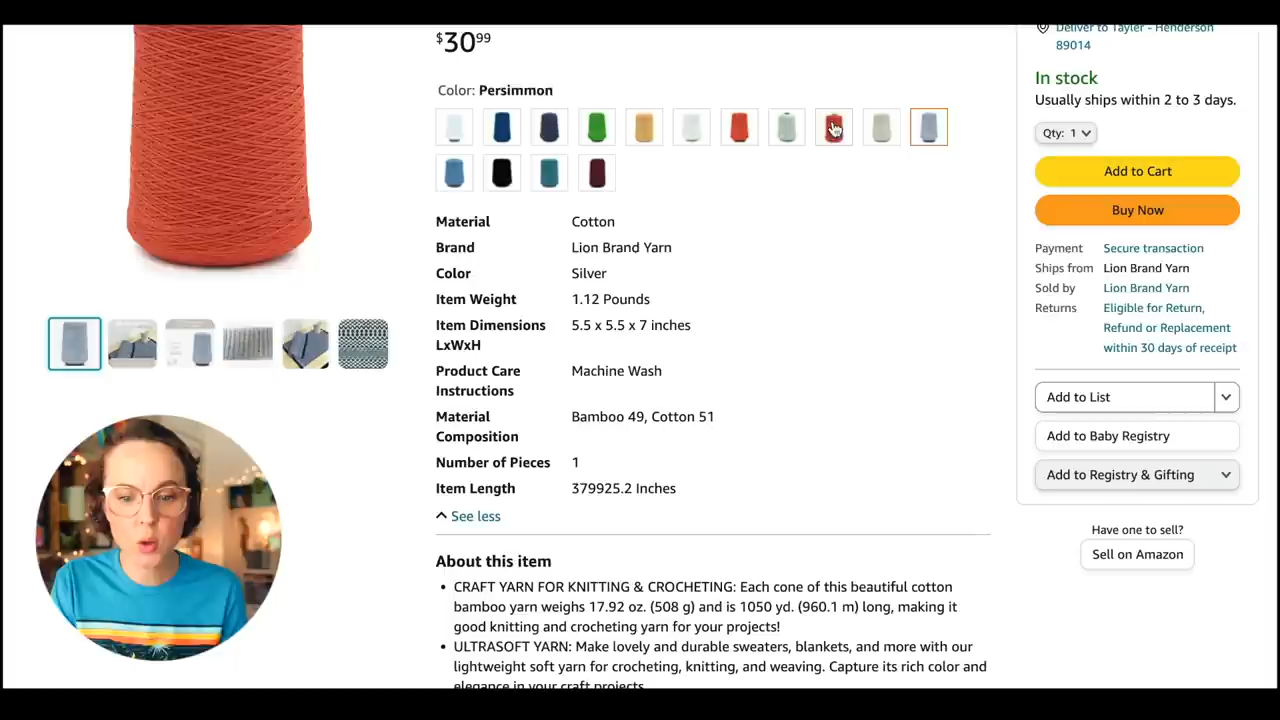 $30.99
Color: Persimmon
Material Cotton
Brand Lion Brand Yarn
Color Silver
Item Weight 1.12 Pounds
Item Dimensions 5.5 x 5.5 x 7 inches
LxWxH
Product Care Machine Wash
Instructions
Material Bamboo 49, Cotton 51
Composition
Number of Pieces 1
Item Length 379925.2 Inches
See less
About this item
• CRAFT YARN FOR KNITTING & CROCHETING: Each cone of this beautiful cotton
bamboo yarn weighs 17.92 oz. (508 g) and is 1050 yd. (960.1 m) long, making it
good knitting and crocheting yarn for your projects!
• ULTRASOFT YARN: Make lovely and durable sweaters, blankets, and more with our
lightweight soft yarn for crocheting, knitting, and weaving. Capture its rich color and
elegance in your craft projects.
Deliver to Tayler - Henderson
89014
In stock
Usually ships within 2 to 3 days.
Qty: 1
Add to Cart
Buy Now
Payment Secure transaction
Ships from Lion Brand Yarn
Sold by Lion Brand Yarn
Returns Eligible for Return,
Refund or Replacement
within 30 days of receipt
Add to List
Add to Baby Registry
Add to Registry & Gifting
Have one to sell?
Sell on Amazon